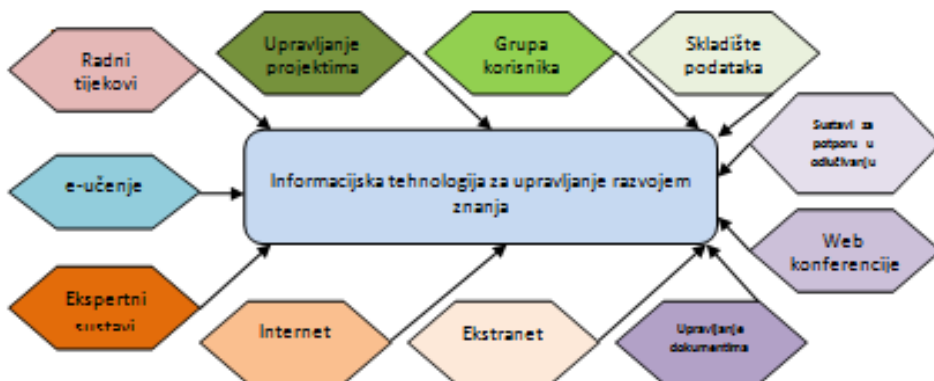 Radni
tijekovi
Upravljanje
projektima
Grupa
korisnika
Skladište
podataka
Sustavi za
potporu u
odlučivanju
e-učenje
Informacijska tehnologija za upravljanje razvojem
znanja
Web
konferencije
Ekspertni
sustavi
Internet
Ekstranet
Upravljanje
dokumentima